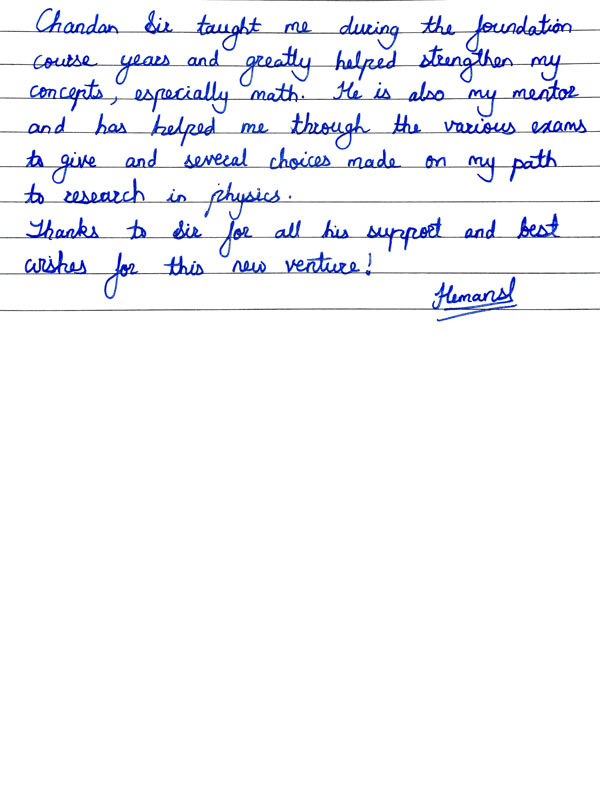 Chandan Sir taught me during the foundation
course years and greatly helped strengthen my
concepts, especially math. He is also my mentor
and has helped me through the various exams
to give and several choices made on my path
to research in physics.
Thanks to Sir for all his support and best
wishes for this new venture!